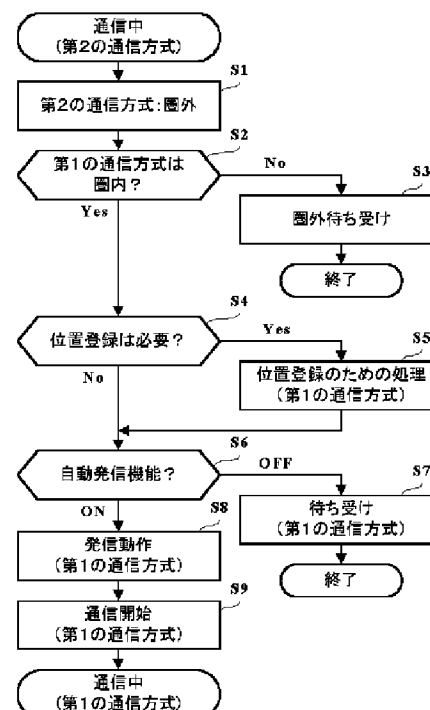 通信中
(第2の通信方式)
S1
第2の通信方式:圏外
S2
第1の通信方式は
圏内?
No
Yes
S3
圏外待ち受け
終了
S4
位置登録は必要?
Yes
No
S5
位置登録のための処理
(第1の通信方式)
S6
自動発信機能?
OFF
ON
S7
待ち受け
(第1の通信方式)
終了
S8
発信動作
(第1の通信方式)
S9
通信開始
(第1の通信方式)
通信中
(第1の通信方式)